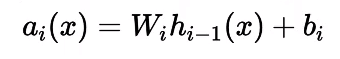 a_i(x) = W_i h_{i-1}(x) + b_i